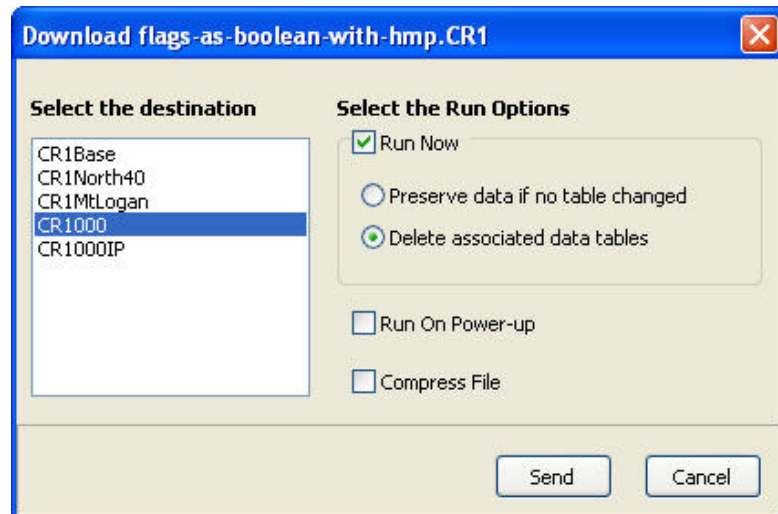 Download flags-as-boolean-with-hmp.CR1
Select the destination
CR1Base
CR1North40
CR1MtLogan
CR1000
CR1000IP
Select the Run Options
Run Now
Preserve data if no table changed
Delete associated data tables
Run On Power-up
Compress File
Send
Cancel